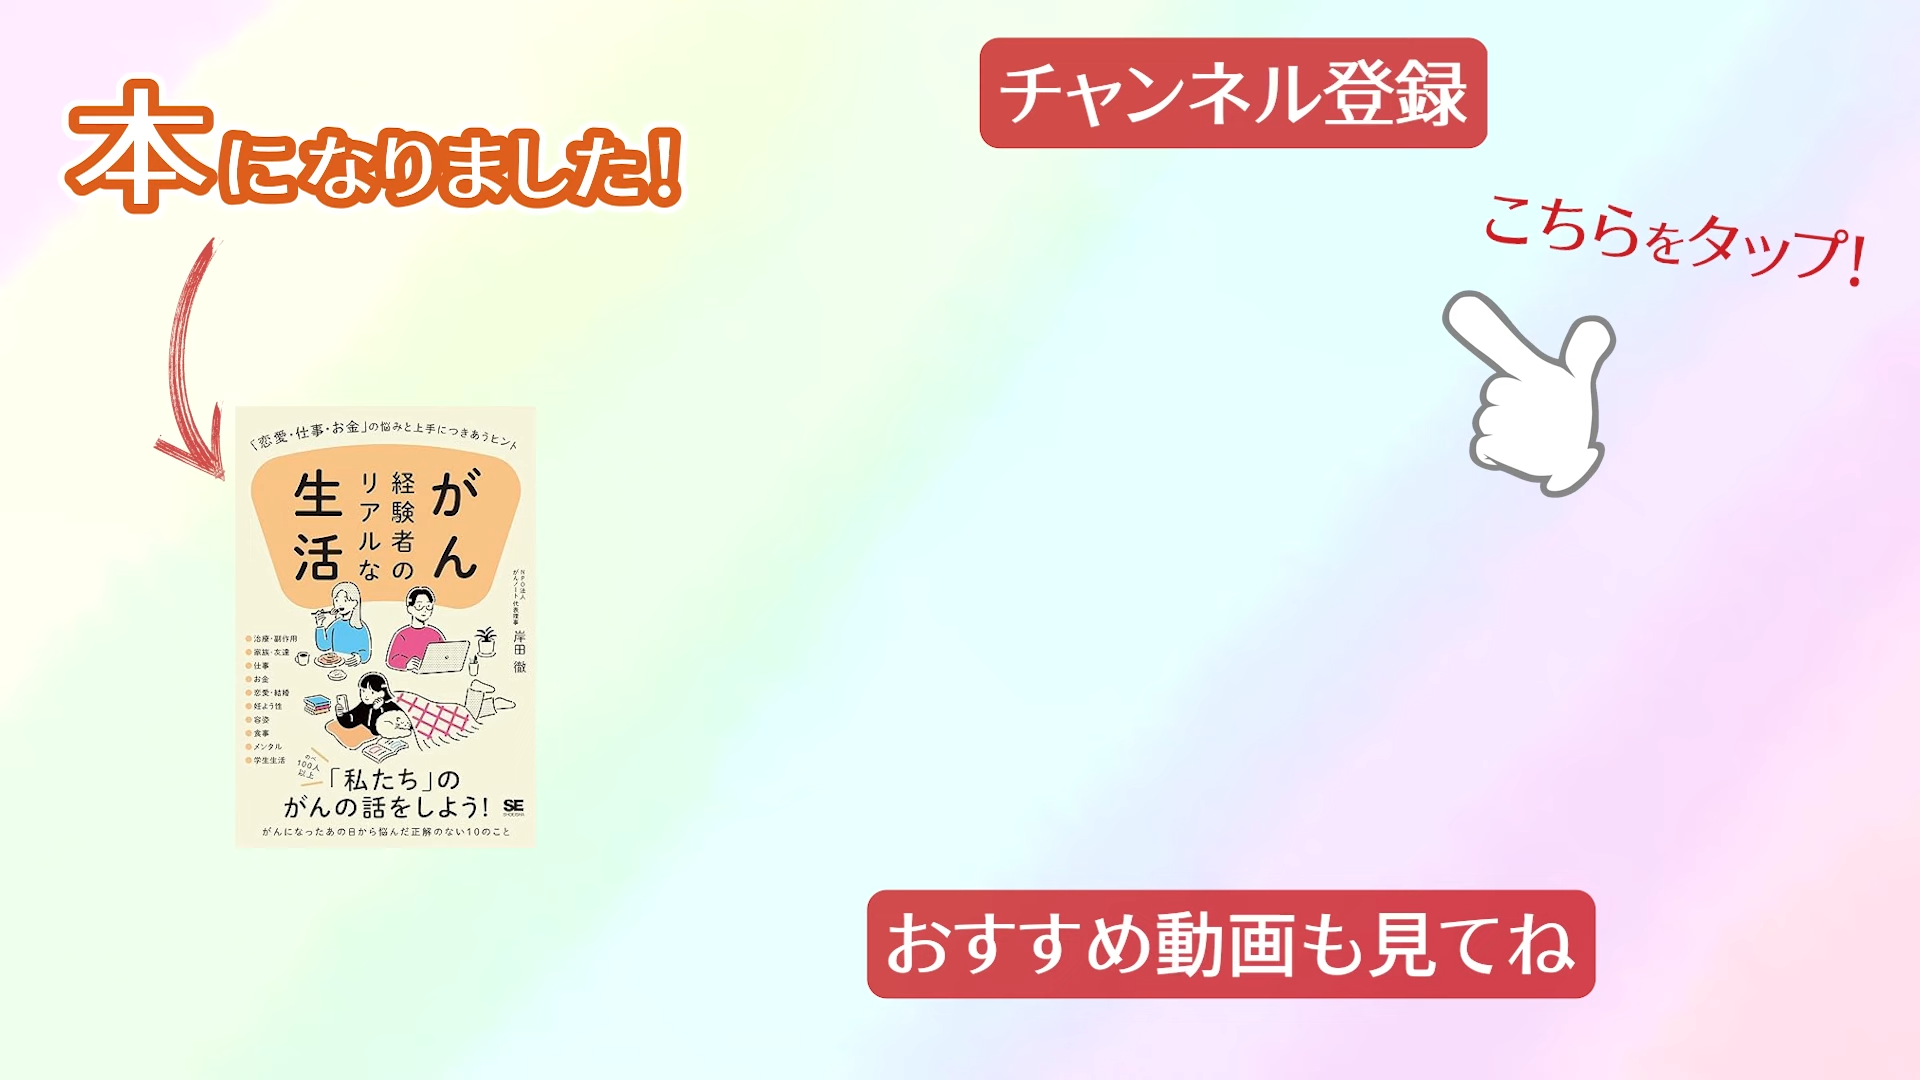 本になりました!
チャンネル登録
こちらをタップ!
「恋愛・仕事・お金」の悩みと上手につきあうヒント
がん
経験者の
リアルな
生活
NPO法人
がんノート 代表理事
岸田 徹
治療・副作用
家族・友達
仕事
お金
恋愛・結婚
妊よう性
容姿
食事
メンタル
学生生活
のべ
100人
以上
「私たち」の
がんの話をしよう!
SE
SHOEISHA
がんになったあの日から悩んだ正解のない10のこと
おすすめ動画も見てね